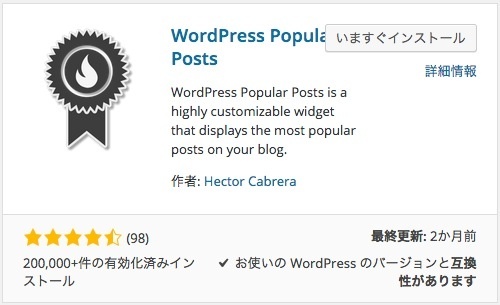 WordPress Popula
Posts
いますぐインストール
詳細情報
WordPress Popular Posts is a
highly customizable widget
that displays the most popular
posts on your blog.
作者: Hector Cabrera
(98)
200,000+件の有効化済みイン
ストール
最終更新: 2か月前
✔ お使いの WordPress のバージョンと互換
性があります